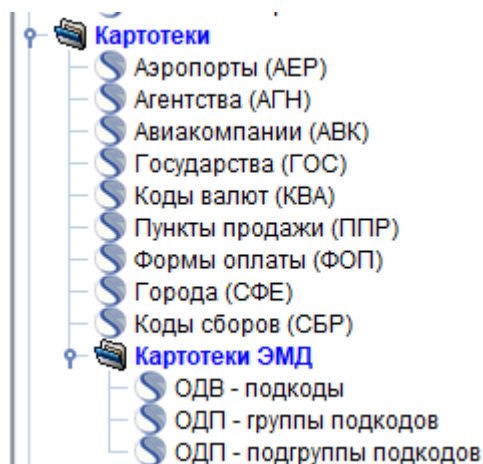 Картотеки
Аэропорты (АЕР)
Агентства (АГН)
Авиакомпании (АВК)
Государства (ГОС)
Коды валют (КВА)
Пункты продажи (ППР)
Формы оплаты (ФОП)
Города (СФЕ)
Коды сборов (СБР)
Картотеки ЭМД
ОДВ - подкоды
ОДП - группы подкодов
ОДП - подгруппы подкодов